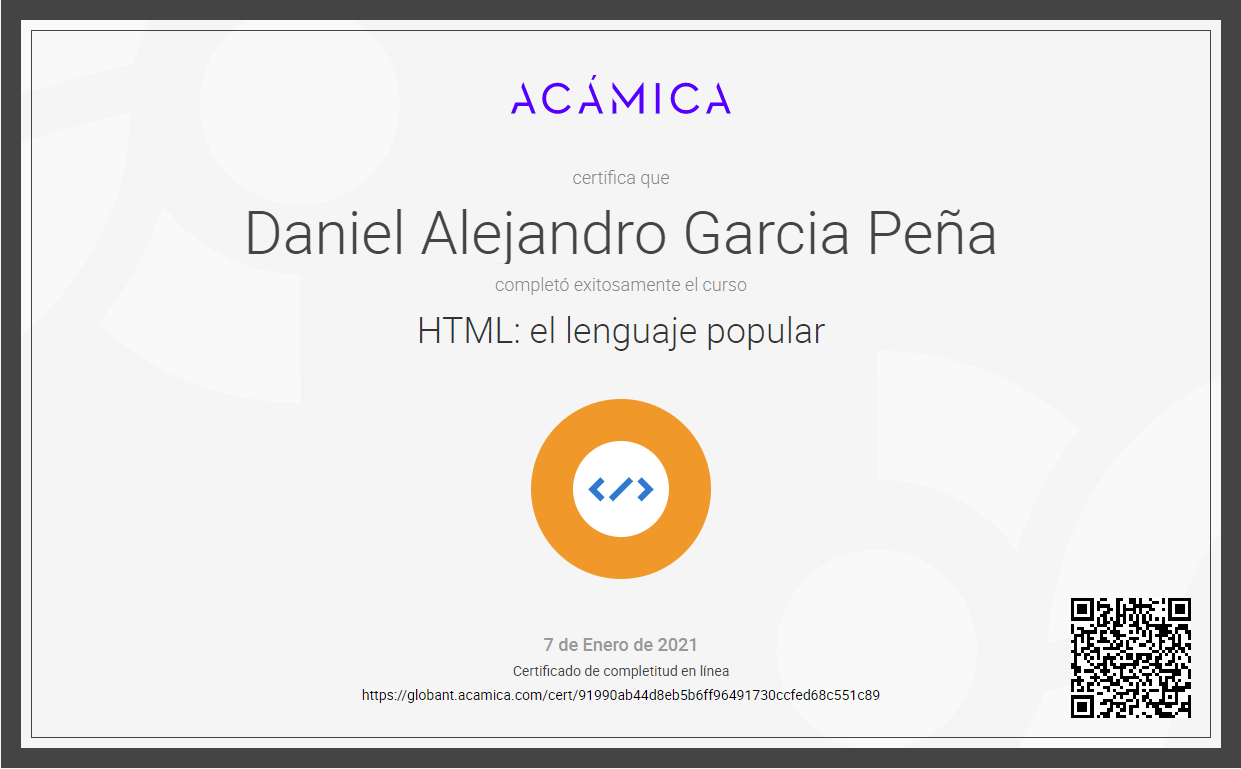 ACÁMICA
certifica que
Daniel Alejandro Garcia Peña
completó exitosamente el curso
HTML: el lenguaje popular
7 de Enero de 2021
Certificado de completitud en línea
https://globant.acamica.com/cert/91990ab44d8eb5b6ff96491730ccfed68c551c89